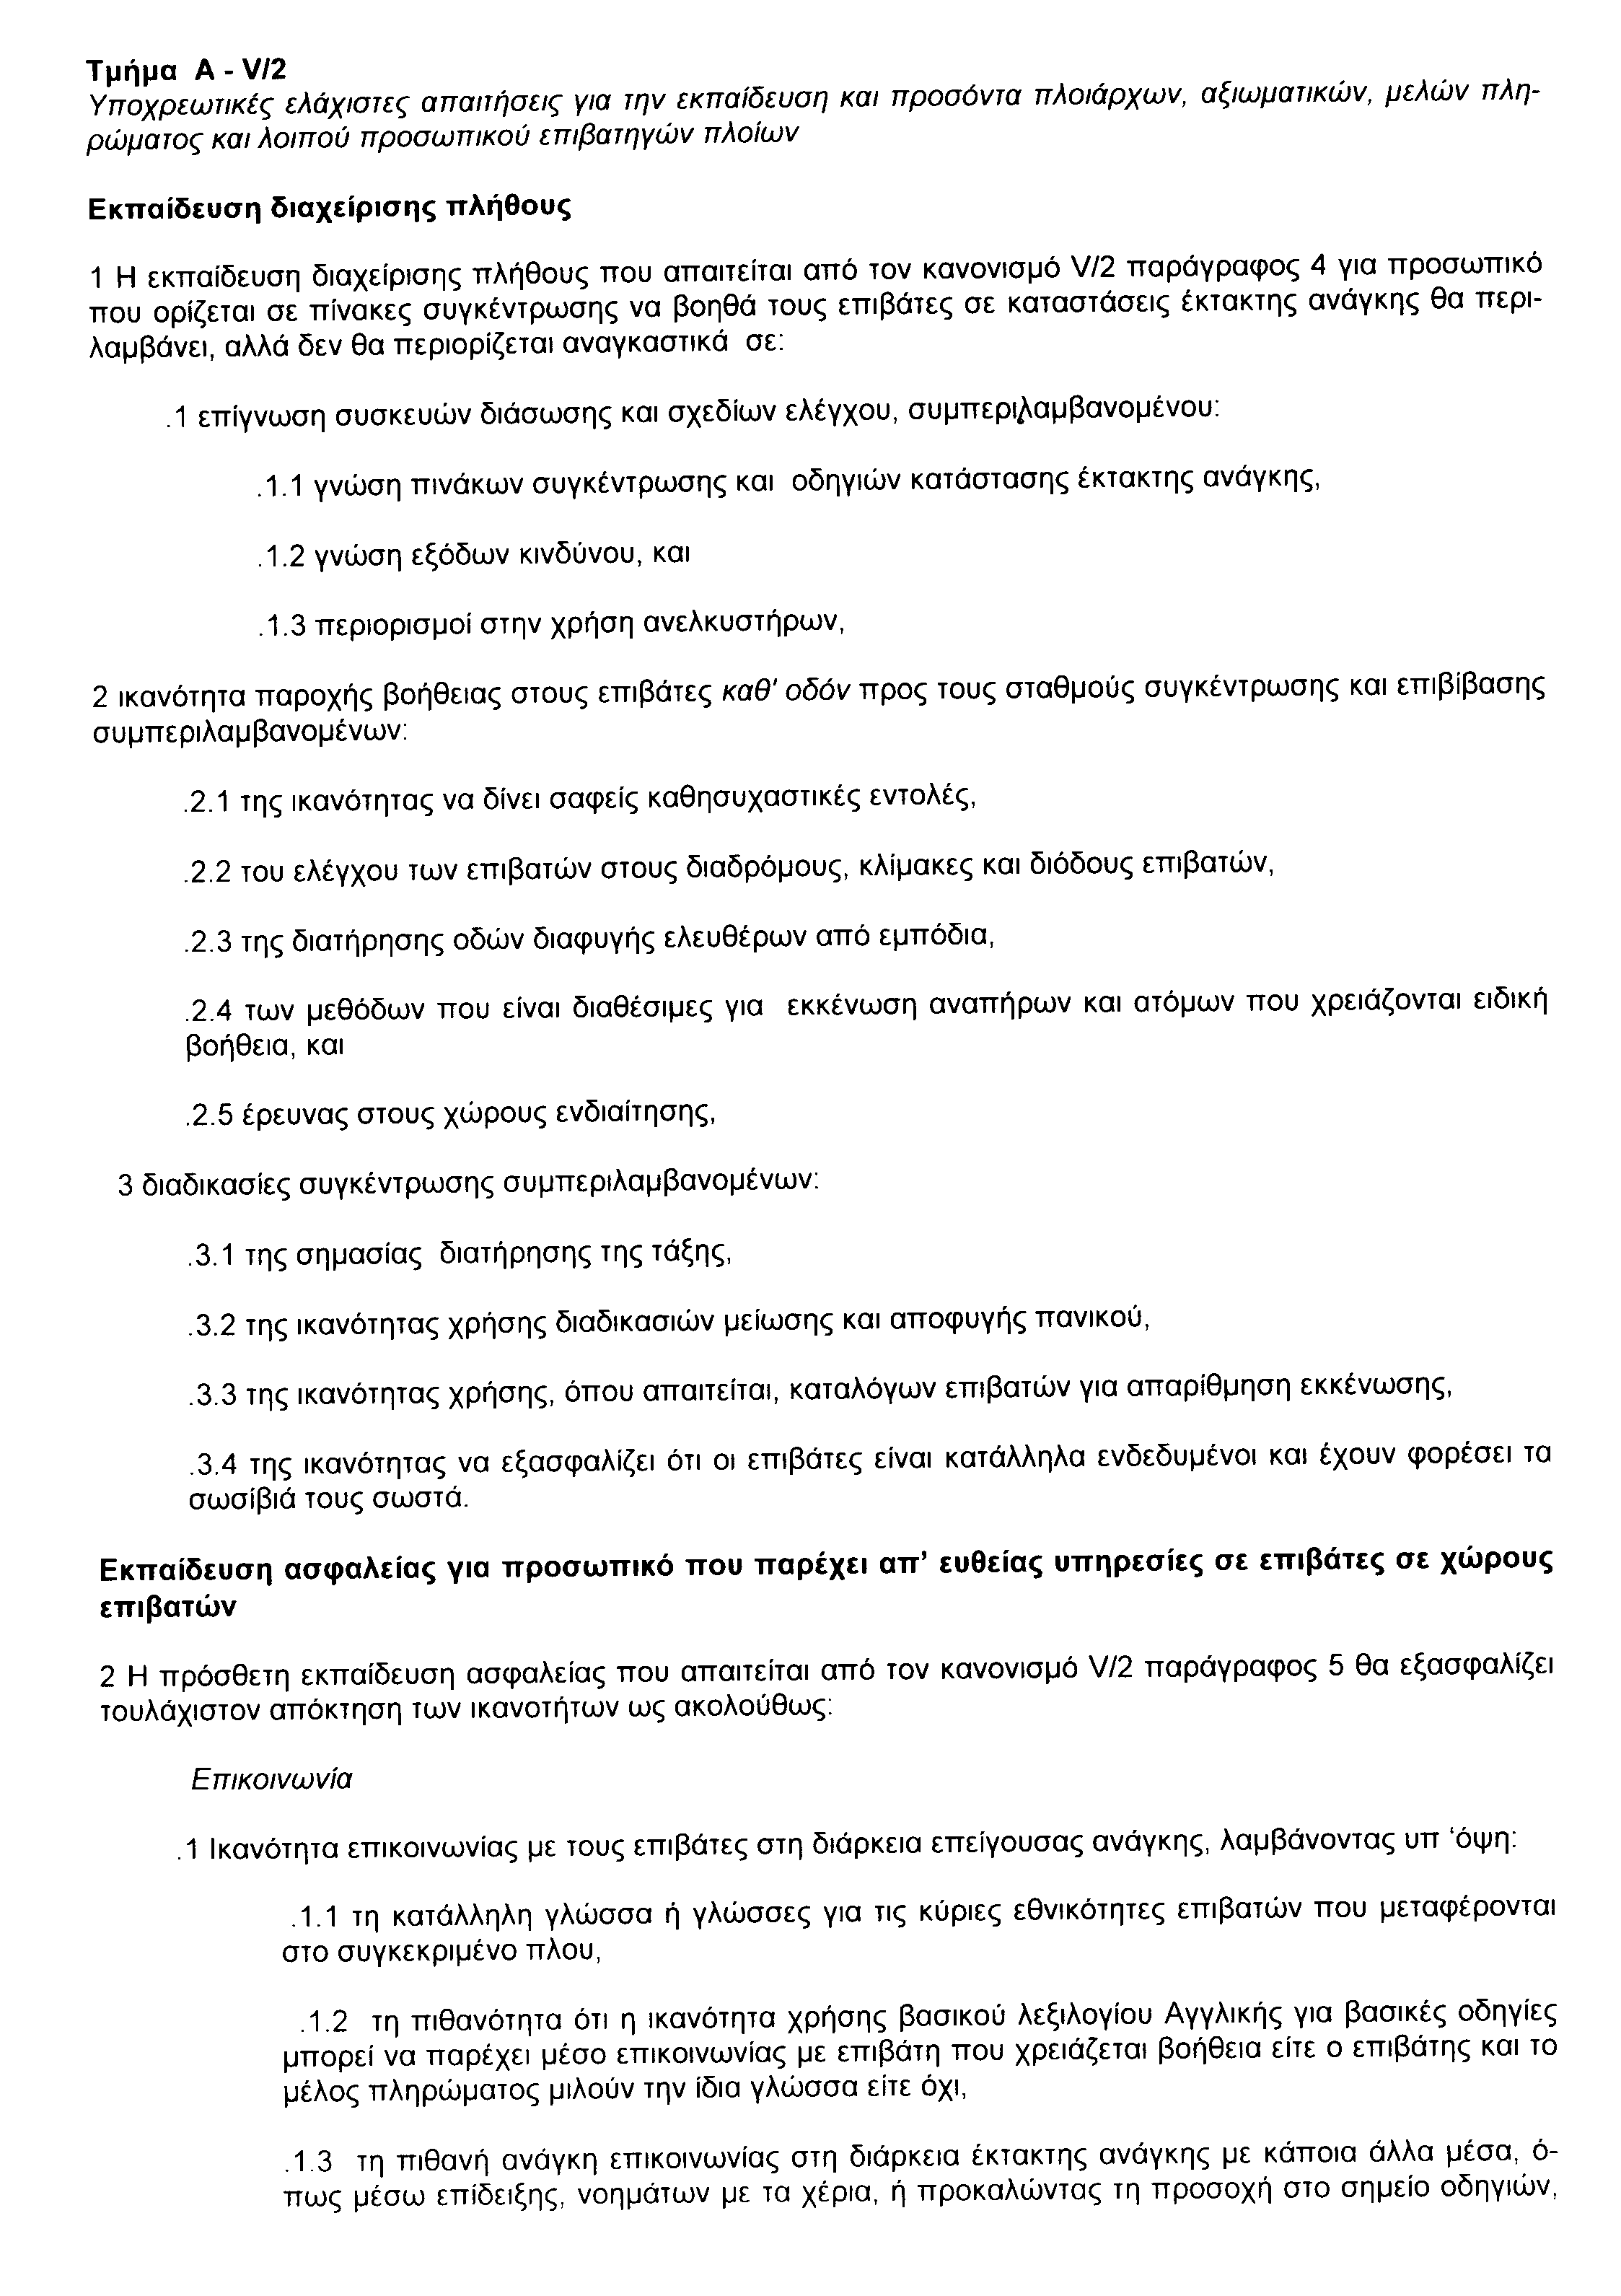 Τμήμα Α - V/2
Υποχρεωτικές ελάχιστες απαιτήσεις για την εκπαίδευση και προσόντα πλοιάρχων, αξιωματικών, μελών πλη-
ρώματος και λοιπού προσωπικού επιβατηγών πλοίων
Εκπαίδευση διαχείρισης πλήθους
1 Η εκπαίδευση διαχείρισης πλήθους που απαιτείται από τον κανονισμό V/2 παράγραφος 4 για προσωπικό
που ορίζεται σε πίνακες συγκέντρωσης να βοηθά τους επιβάτες σε καταστάσεις έκτακτης ανάγκης θα περι-
λαμβάνει, αλλά δεν θα περιορίζεται αναγκαστικά σε:
.1 επίγνωση συσκευών διάσωσης και σχεδίων ελέγχου, συμπεριλαμβανομένου:
.1.1 γνώση πινάκων συγκέντρωσης και οδηγιών κατάστασης έκτακτης ανάγκης,
.1.2 γνώση εξόδων κινδύνου, και
.1.3 περιορισμοί στην χρήση ανελκυστήρων,
2 ικανότητα παροχής βοήθειας στους επιβάτες καθ' οδόν προς τους σταθμούς συγκέντρωσης και επιβίβασης
συμπεριλαμβανομένων:
.2.1 της ικανότητας να δίνει σαφείς καθησυχαστικές εντολές,
.2.2 του ελέγχου των επιβατών στους διαδρόμους, κλίμακες και διόδους επιβατών,
.2.3 της διατήρησης οδών διαφυγής ελευθέρων από εμπόδια,
.2.4 των μεθόδων που είναι διαθέσιμες για εκκένωση αναπήρων και ατόμων που χρειάζονται ειδική
βοήθεια, και
.2.5 έρευνας στους χώρους ενδιαίτησης,
3 διαδικασίες συγκέντρωσης συμπεριλαμβανομένων:
.3.1 της σημασίας διατήρησης της τάξης,
.3.2 της ικανότητας χρήσης διαδικασιών μείωσης και αποφυγής πανικού,
.3.3 της ικανότητας χρήσης, όπου απαιτείται, καταλόγων επιβατών για απαρίθμηση εκκένωσης,
.3.4 της ικανότητας να εξασφαλίζει ότι οι επιβάτες είναι κατάλληλα ενδεδυμένοι και έχουν φορέσει τα
σωσίβιά τους σωστά.
Εκπαίδευση ασφαλείας για προσωπικό που παρέχει απ’ ευθείας υπηρεσίες σε επιβάτες σε χώρους
επιβατών
2 Η πρόσθετη εκπαίδευση ασφαλείας που απαιτείται από τον κανονισμό V/2 παράγραφος 5 θα εξασφαλίζει
τουλάχιστον απόκτηση των ικανοτήτων ως ακολούθως:
Επικοινωνία
.1 Ικανότητα επικοινωνίας με τους επιβάτες στη διάρκεια επείγουσας ανάγκης, λαμβάνοντας υπ ‘όψη:
.1.1 τη κατάλληλη γλώσσα ή γλώσσες για τις κύριες εθνικότητες επιβατών που μεταφέρονται
στο συγκεκριμένο πλου,
.1.2 τη πιθανότητα ότι η ικανότητα χρήσης βασικού λεξιλογίου Αγγλικής για βασικές οδηγίες
μπορεί να παρέχει μέσο επικοινωνίας με επιβάτη που χρειάζεται βοήθεια είτε ο επιβάτης και το
μέλος πληρώματος μιλούν την ίδια γλώσσα είτε όχι,
.1.3 τη πιθανή ανάγκη επικοινωνίας στη διάρκεια έκτακτης ανάγκης με κάποια άλλα μέσα, ό-
πως μέσω επίδειξης, νοημάτων με τα χέρια, ή προκαλώντας τη προσοχή στο σημείο οδηγιών,